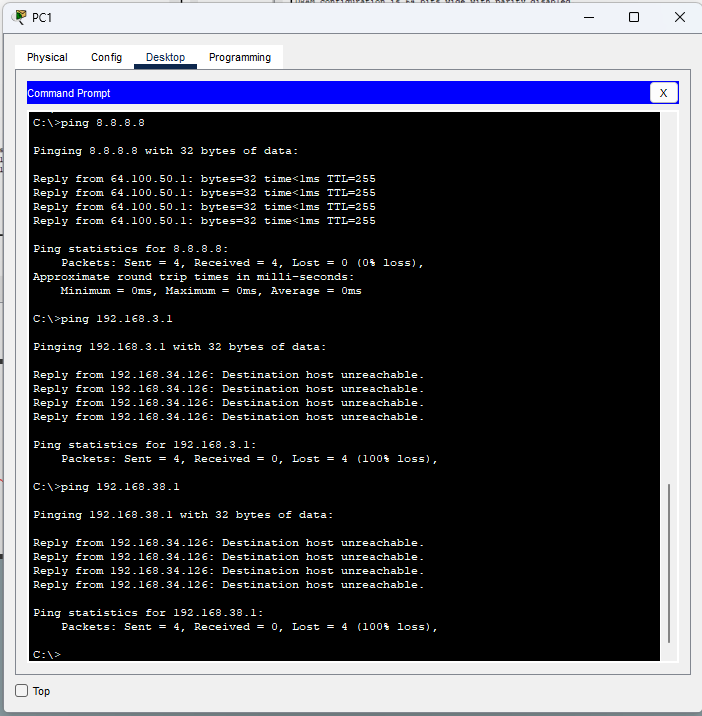 PC1
Physical Config Desktop Programming
Command Prompt X
C:\>ping 8.8.8.8
Pinging 8.8.8.8 with 32 bytes of data:
Reply from 64.100.50.1: bytes=32 time<1ms TTL=255
Reply from 64.100.50.1: bytes=32 time<1ms TTL=255
Reply from 64.100.50.1: bytes=32 time<1ms TTL=255
Reply from 64.100.50.1: bytes=32 time<1ms TTL=255
Ping statistics for 8.8.8.8:
Packets: Sent = 4, Received = 4, Lost = 0 (0% loss),
Approximate round trip times in milli-seconds:
Minimum = 0ms, Maximum = 0ms, Average = 0ms
C:\>ping 192.168.3.1
Pinging 192.168.3.1 with 32 bytes of data:
Reply from 192.168.34.126: Destination host unreachable.
Reply from 192.168.34.126: Destination host unreachable.
Reply from 192.168.34.126: Destination host unreachable.
Reply from 192.168.34.126: Destination host unreachable.
Ping statistics for 192.168.3.1:
Packets: Sent = 4, Received = 0, Lost = 4 (100% loss),
C:\>ping 192.168.38.1
Pinging 192.168.38.1 with 32 bytes of data:
Reply from 192.168.34.126: Destination host unreachable.
Reply from 192.168.34.126: Destination host unreachable.
Reply from 192.168.34.126: Destination host unreachable.
Reply from 192.168.34.126: Destination host unreachable.
Ping statistics for 192.168.38.1:
Packets: Sent = 4, Received = 0, Lost = 4 (100% loss),
C:\>
Top